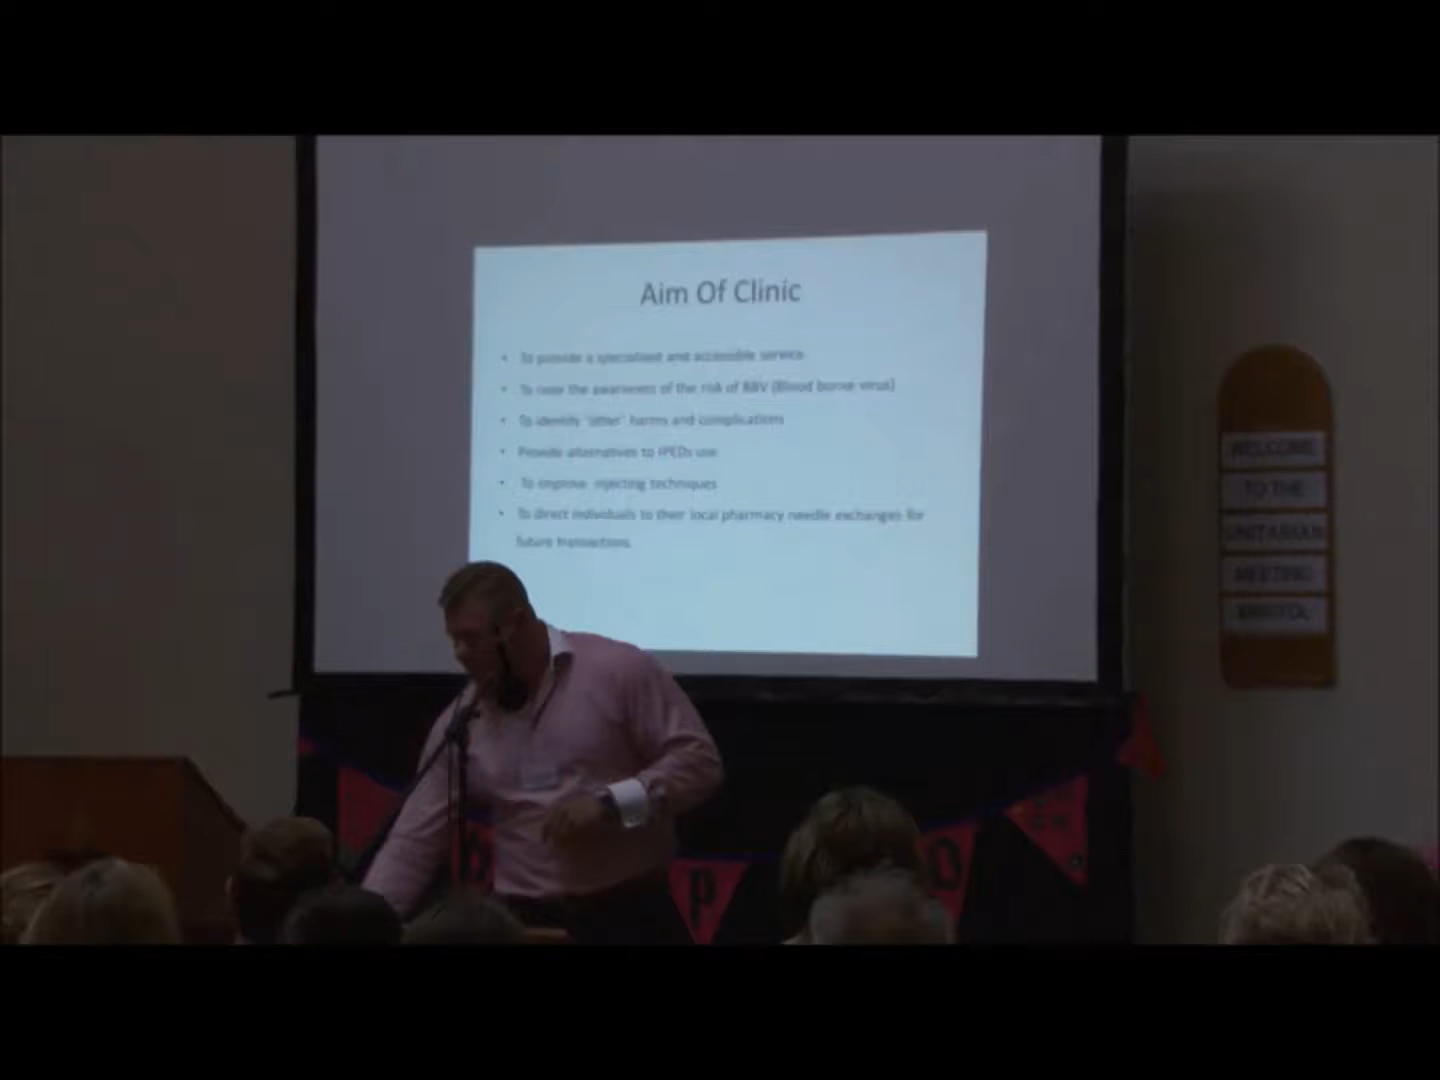 Aim Of Clinic
• To provide a specialised and accessible service
• To raise the awareness of the risk of BBV (Blood borne virus)
• To identify 'other' harms and complications
• Provide alternatives to IPEDs use
• To improve injecting techniques
• To direct individuals to their local pharmacy needle exchanges for
future transactions.
WELCOME
TO THE
UNITARIAN
MEETING
BRISTOL
p
O